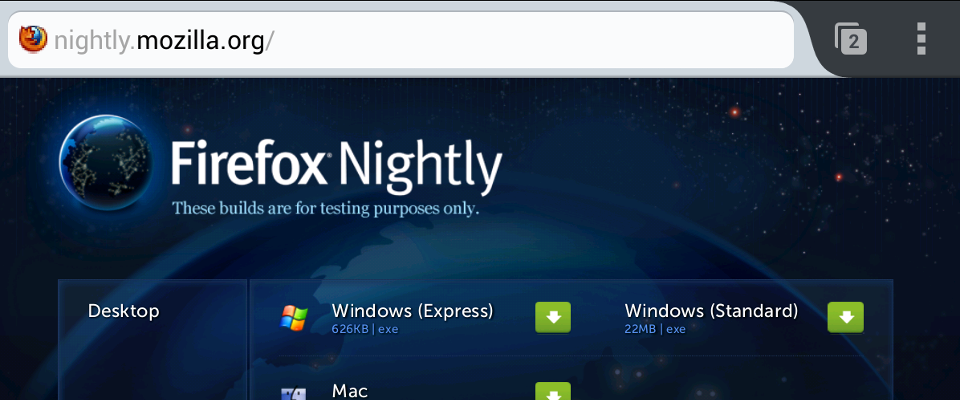 nightly.mozilla.org/
2
Firefox® Nightly
These builds are for testing purposes only.
Desktop
Windows (Express)
626KB | exe
Windows (Standard)
22MB | exe
Mac